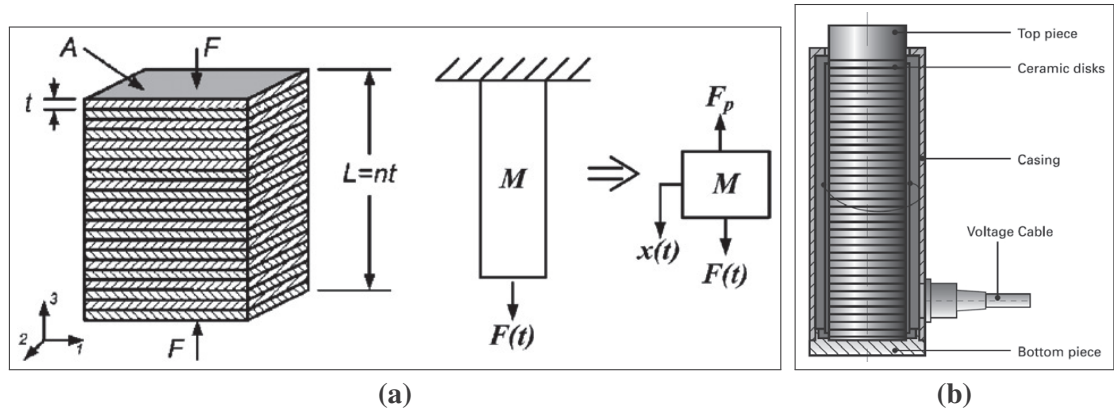 A
F
t
L=nt
F
3
2
1
M
F(t)
F_p
M
x(t)
F(t)
(a)
Top piece
Ceramic disks
Casing
Voltage Cable
Bottom piece
(b)